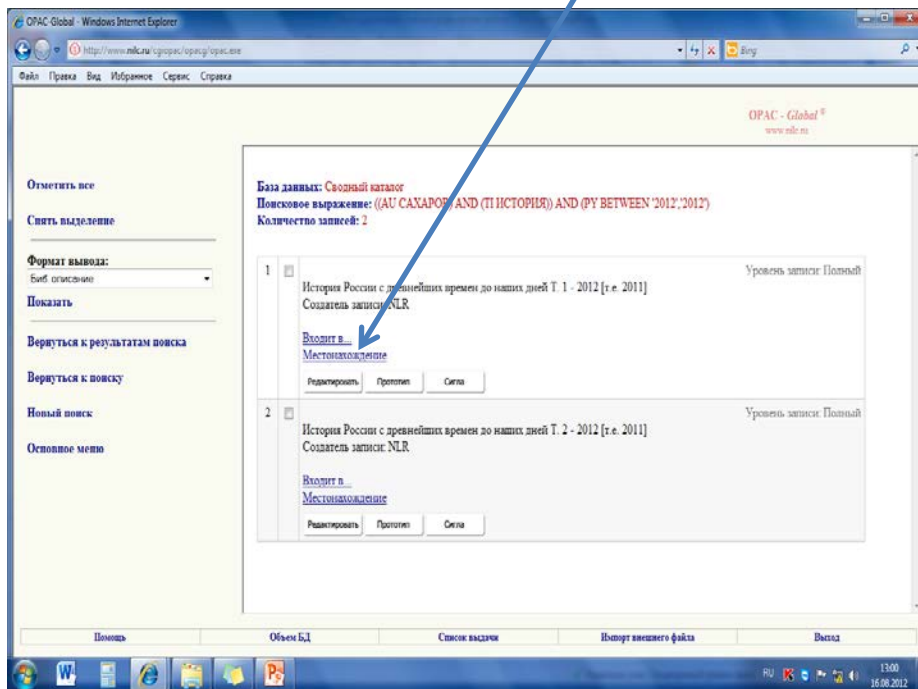 OPAC-Global - Windows Internet Explorer
http://www.nilc.ru/cgiopac/opacg/opac.exe
Bing
Файл Правка Вид Избранное Сервис Справка
OPAC - Global ®
www.nilc.ru
Отметить все
Снять выделение
Формат вывода:
Биб. описание
Показать
Вернуться к результатам поиска
Вернуться к поиску
Новый поиск
Основное меню
База данных: Сводный каталог
Поисковое выражение: ((AU САХАРОВ) AND (TI ИСТОРИЯ)) AND (PY BETWEEN '2012','2012')
Количество записей: 2
1
Уровень записи: Полный
История России с древнейших времен до наших дней Т. 1 - 2012 [т.е. 2011]
Создатель записи: NLR
Входит в...
Местонахождение
Редактировать Прототип Сигла
2
Уровень записи: Полный
История России с древнейших времен до наших дней Т. 2 - 2012 [т.е. 2011]
Создатель записи: NLR
Входит в...
Местонахождение
Редактировать Прототип Сигла
Помощь Объем БД Список выдачи Импорт внешнего файла Выход
RU 13:00
16.08.2012